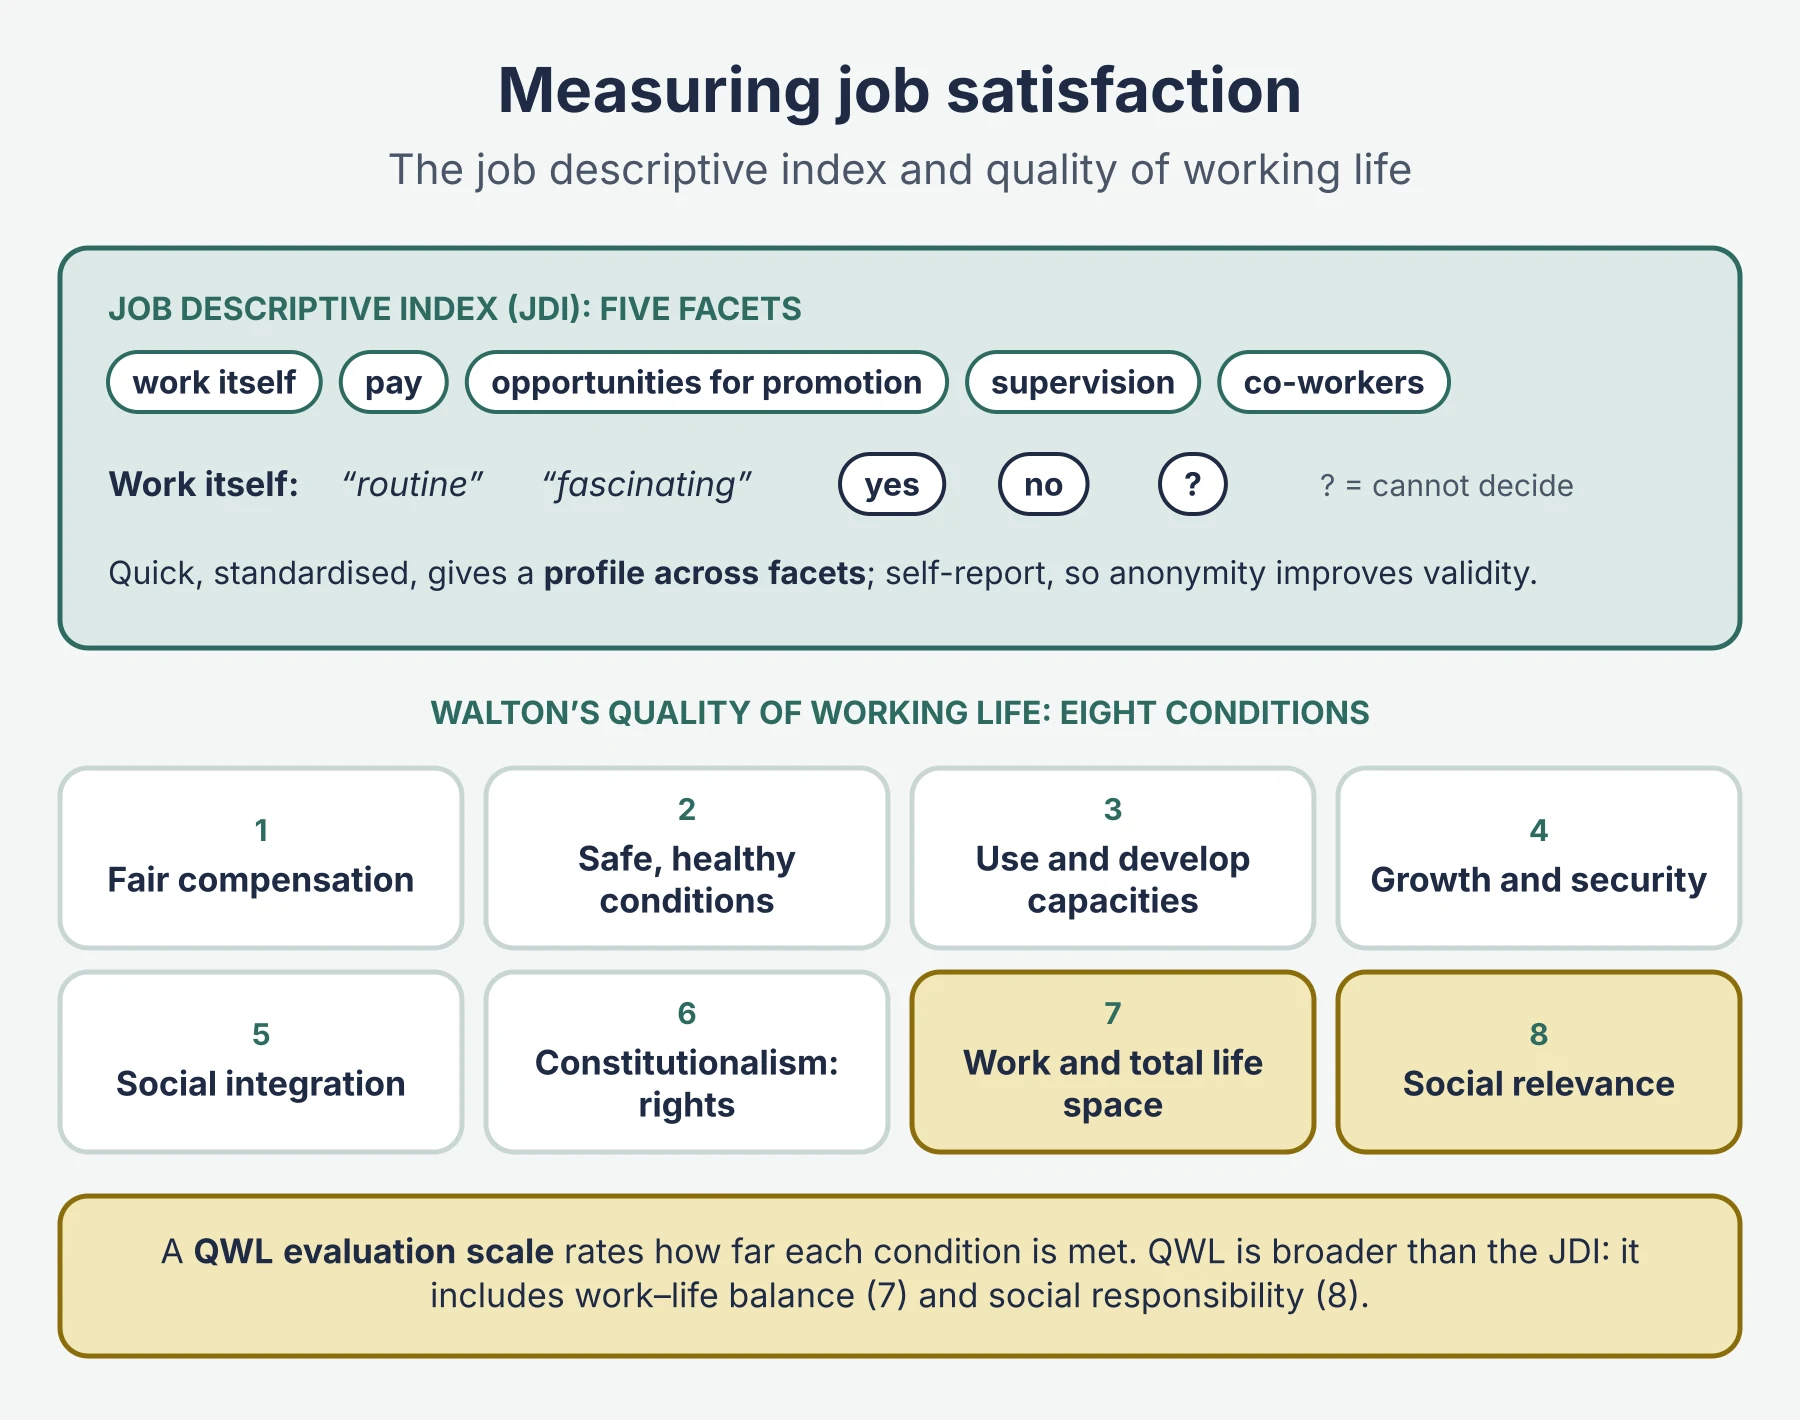 Measuring job satisfaction
The job descriptive index and quality of working life
JOB DESCRIPTIVE INDEX (JDI): FIVE FACETS
work itself pay opportunities for promotion supervision co-workers
Work itself: “routine” “fascinating” yes no ? ? = cannot decide
Quick, standardised, gives a profile across facets; self-report, so anonymity improves validity.
WALTON’S QUALITY OF WORKING LIFE: EIGHT CONDITIONS
1
Fair compensation
2
Safe, healthy
conditions
3
Use and develop
capacities
4
Growth and security
5
Social integration
6
Constitutionalism:
rights
7
Work and total life
space
8
Social relevance
A QWL evaluation scale rates how far each condition is met. QWL is broader than the JDI: it
includes work–life balance (7) and social responsibility (8).